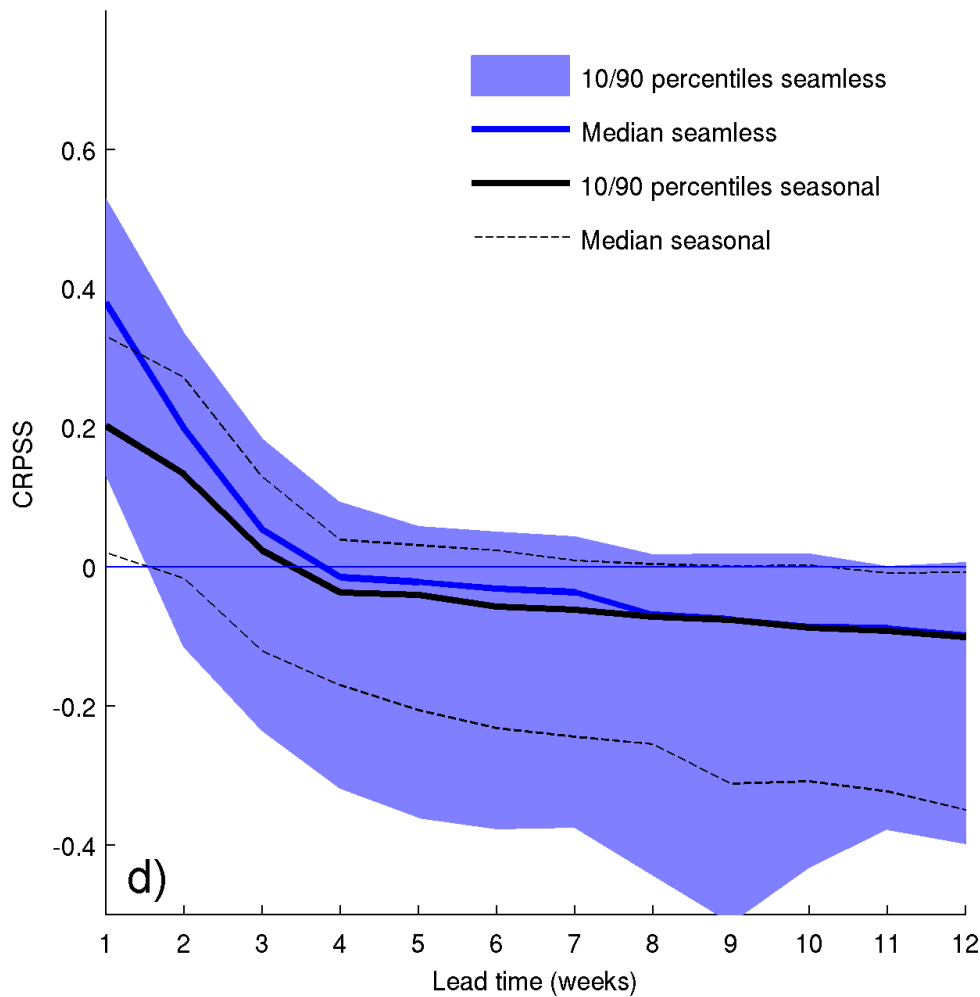 10/90 percentiles seamless
Median seamless
10/90 percentiles seasonal
Median seasonal
0.6
0.4
0.2
0
-0.2
-0.4
CRPSS
d)
1 2 3 4 5 6 7 8 9 10 11 12
Lead time (weeks)